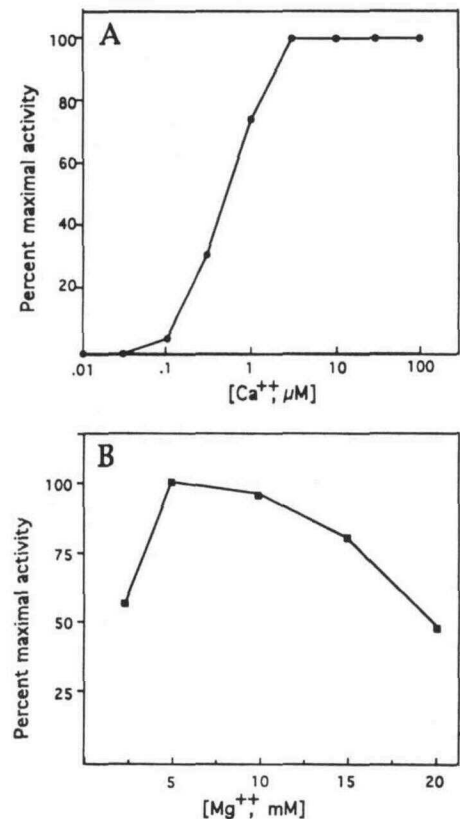 A
Percent maximal activity
100
80
60
40
20
.01 .1 1 10 100
[Ca++, µM]
B
Percent maximal activity
100
75
50
25
5 10 15 20
[Mg++, mM]